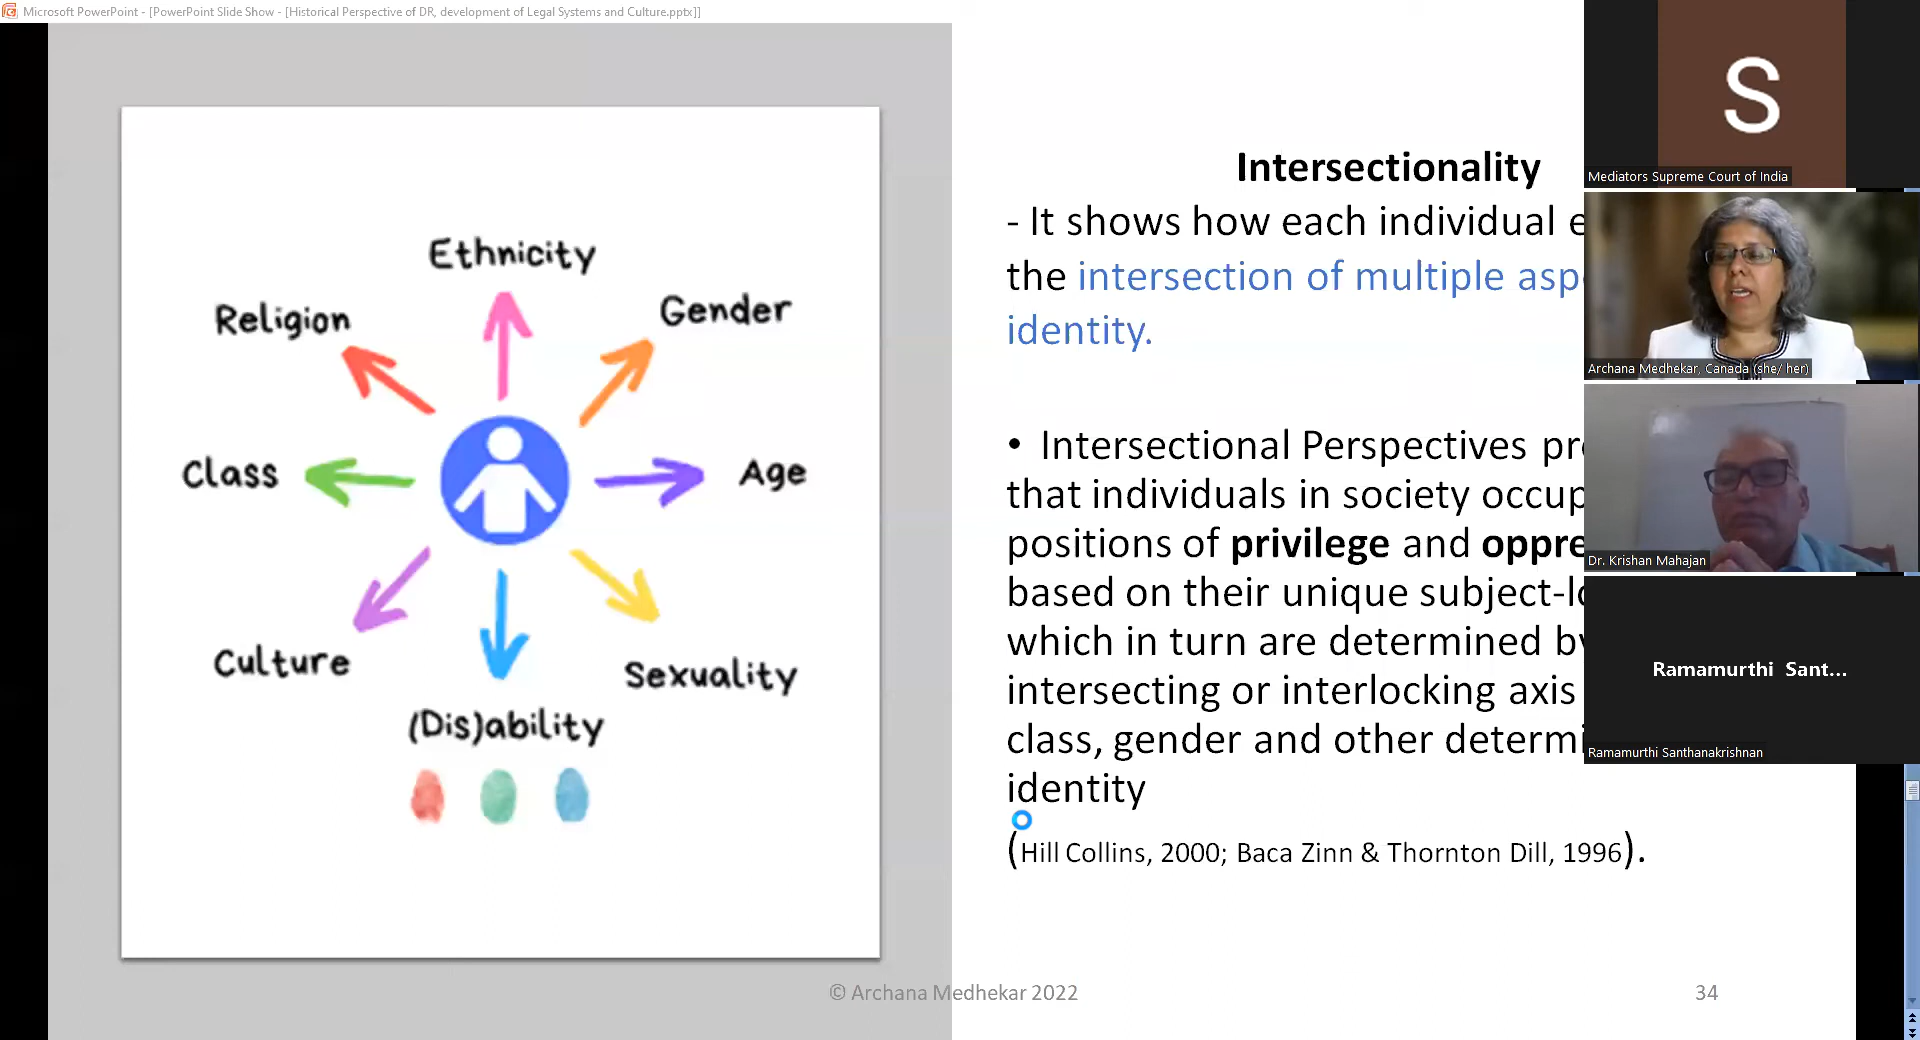 Microsoft PowerPoint - [PowerPoint Slide Show - [Historical Perspective of DR, development of Legal Systems and Culture.pptx]]
Ethnicity
Religion
Gender
Class
Age
Culture
Sexuality
(Dis)ability
Intersectionality
- It shows how each individual e
the intersection of multiple asp
identity.
• Intersectional Perspectives pr
that individuals in society occup
positions of privilege and oppre
based on their unique subject-lo
which in turn are determined by
intersecting or interlocking axis
class, gender and other determi
identity
(Hill Collins, 2000; Baca Zinn & Thornton Dill, 1996).
© Archana Medhekar 2022
34
S
Mediators Supreme Court of India
Archana Medhekar, Canada (she/ her)
Dr. Krishan Mahajan
Ramamurthi Sant...
Ramamurthi Santhanakrishnan